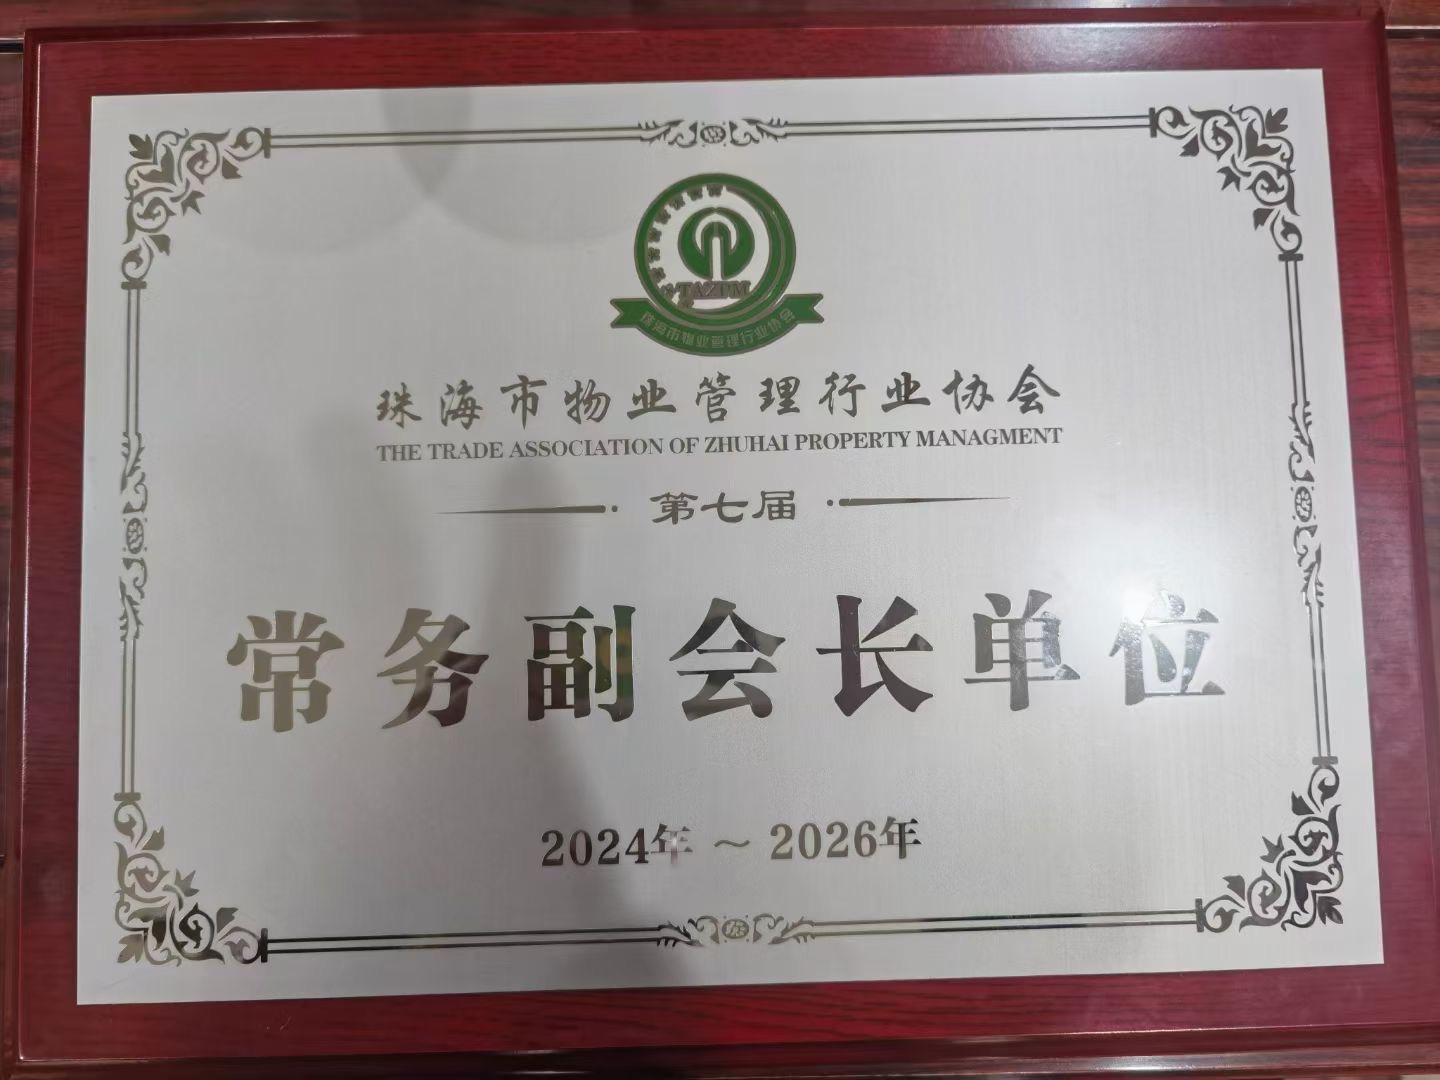 TAZPM
珠海市物业管理行业协会
珠海市物业管理行业协会
THE TRADE ASSOCIATION OF ZHUHAI PROPERTY MANAGMENT
第七届
常务副会长单位
2024年 ~ 2026年